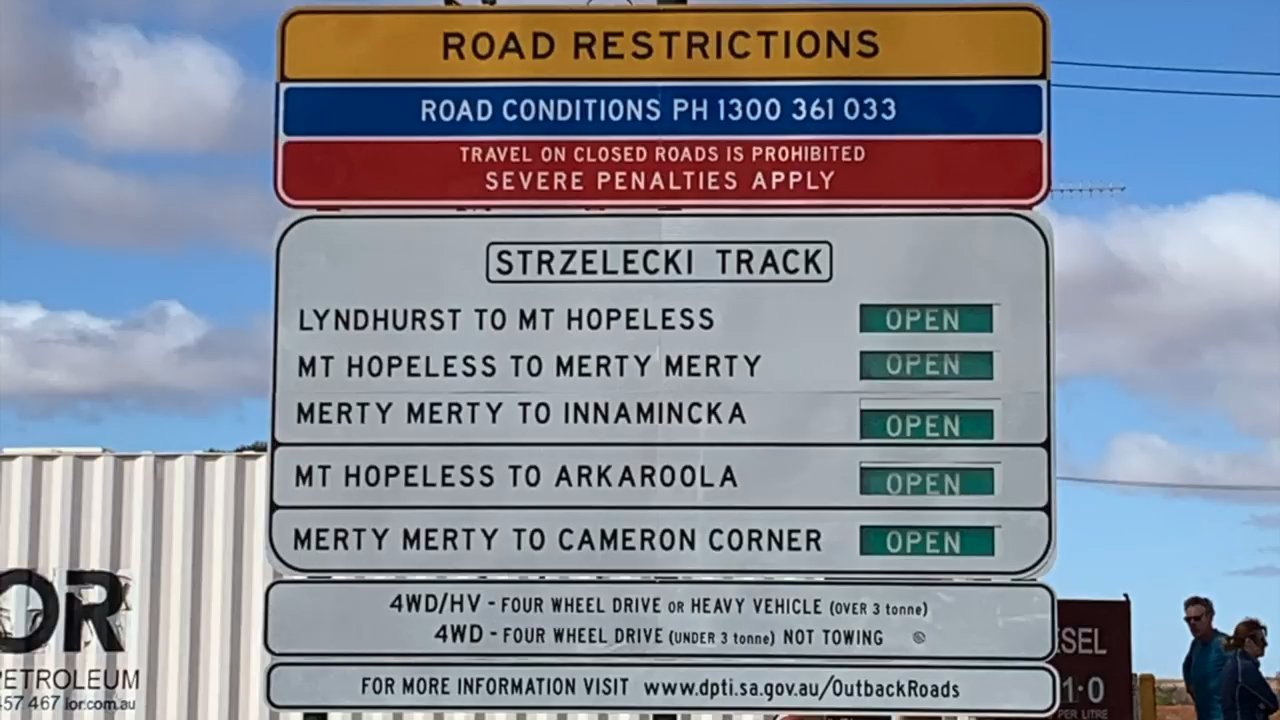 ROAD RESTRICTIONS
ROAD CONDITIONS PH 1300 361 033
TRAVEL ON CLOSED ROADS IS PROHIBITED
SEVERE PENALTIES APPLY
STRZELECKI TRACK
LYNDHURST TO MT HOPELESS OPEN
MT HOPELESS TO MERTY MERTY OPEN
MERTY MERTY TO INNAMINCKA OPEN
MT HOPELESS TO ARKAROOLA OPEN
MERTY MERTY TO CAMERON CORNER OPEN
4WD/HV - FOUR WHEEL DRIVE OR HEAVY VEHICLE (OVER 3 tonne)
4WD - FOUR WHEEL DRIVE (UNDER 3 tonne) NOT TOWING
FOR MORE INFORMATION VISIT www.dpti.sa.gov.au/OutbackRoads
OR
ETROLEUM
57 467 lor.com.au
ESEL
1·0
PER LITRE